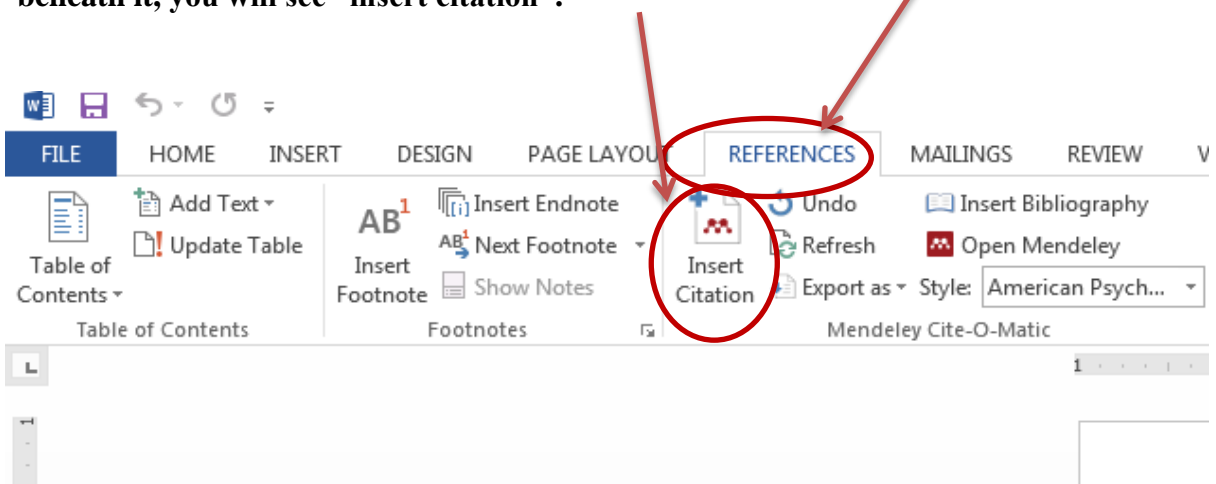 beneath it, you will see "insert citation".
FILE HOME INSERT DESIGN PAGE LAYOUT REFERENCES MAILINGS REVIEW V
Add Text Insert Endnote Undo Insert Bibliography
Update Table AB1 Next Footnote Refresh Open Mendeley
Table of Contents Insert Footnote Show Notes Insert Citation Export as Style: American Psych...
Table of Contents Footnotes Mendeley Cite-O-Matic
1
1